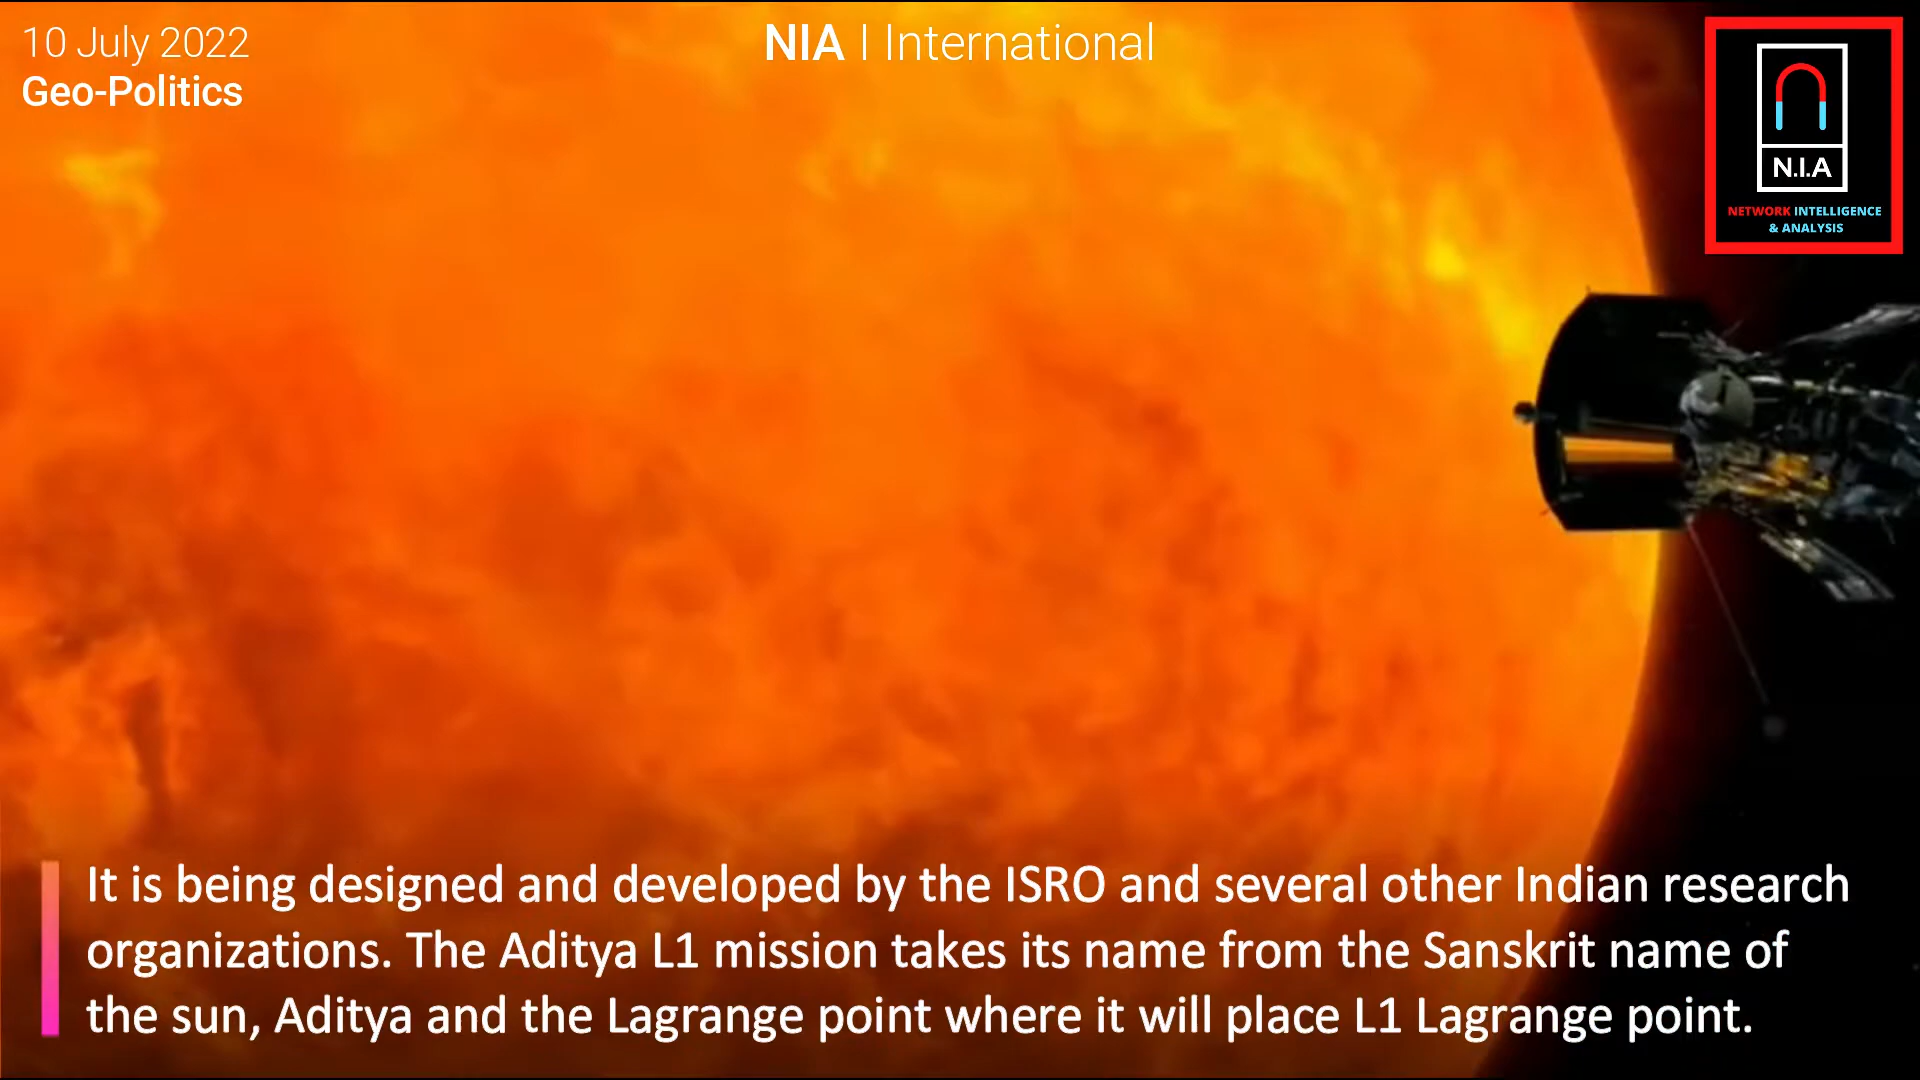 10 July 2022
Geo-Politics
NIA | International
N.I.A
NETWORK INTELLIGENCE
& ANALYSIS
It is being designed and developed by the ISRO and several other Indian research
organizations. The Aditya L1 mission takes its name from the Sanskrit name of
the sun, Aditya and the Lagrange point where it will place L1 Lagrange point.